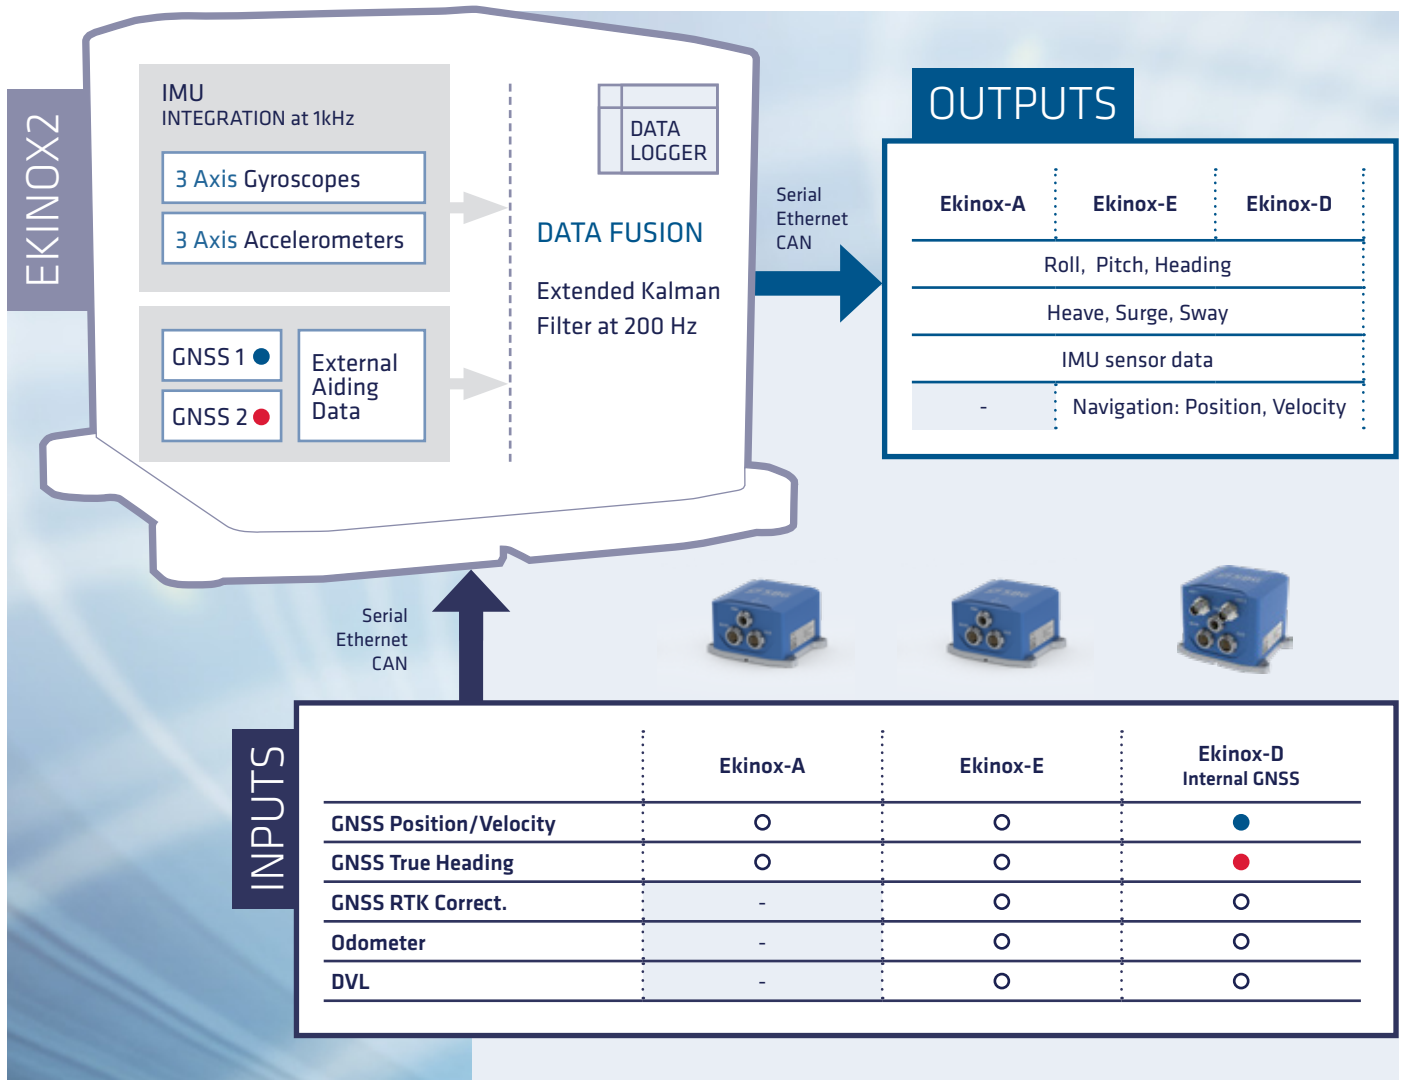 EKINOX2
IMU
INTEGRATION at 1kHz
3 Axis Gyroscopes
3 Axis Accelerometers
GNSS 1
GNSS 2
External
Aiding
Data
DATA
LOGGER
DATA FUSION
Extended Kalman
Filter at 200 Hz
Serial
Ethernet
CAN
OUTPUTS
Ekinox-A Ekinox-E Ekinox-D
Roll, Pitch, Heading
Heave, Surge, Sway
IMU sensor data
- Navigation: Position, Velocity
Serial
Ethernet
CAN
INPUTS
Ekinox-A Ekinox-E Ekinox-D
Internal GNSS
GNSS Position/Velocity
GNSS True Heading
GNSS RTK Correct. -
Odometer -
DVL -